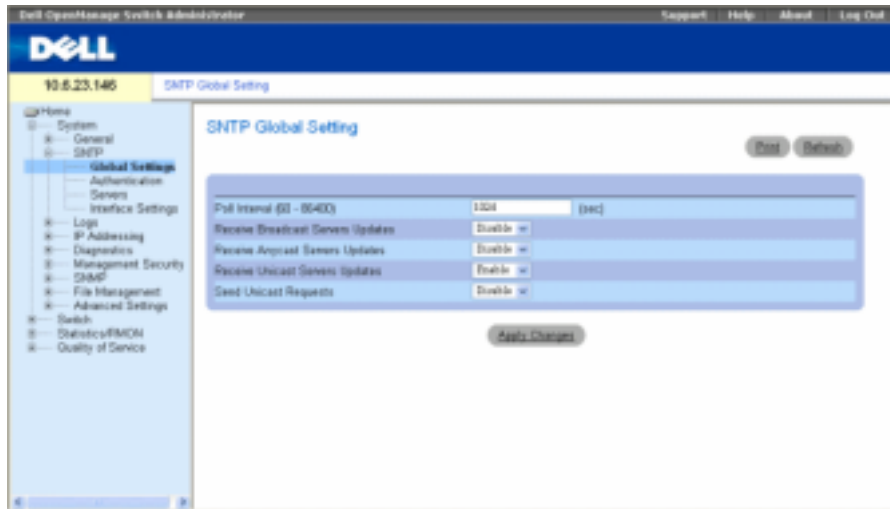 Dell OpenManage Switch Administrator
Support Help About Log Out
DELL
10.6.23.146
SNTP Global Setting
Home
System
General
SNTP
Global Settings
Authentication
Servers
Interface Settings
Logs
IP Addressing
Diagnostics
Management Security
SNMP
File Management
Advanced Settings
Switch
Statistics/RMON
Quality of Service
SNTP Global Setting
Print Refresh
Poll Interval (60 - 86400) 1024 (sec)
Receive Broadcast Servers Updates Disable
Receive Anycast Servers Updates Disable
Receive Unicast Servers Updates Enable
Send Unicast Requests Disable
Apply Changes